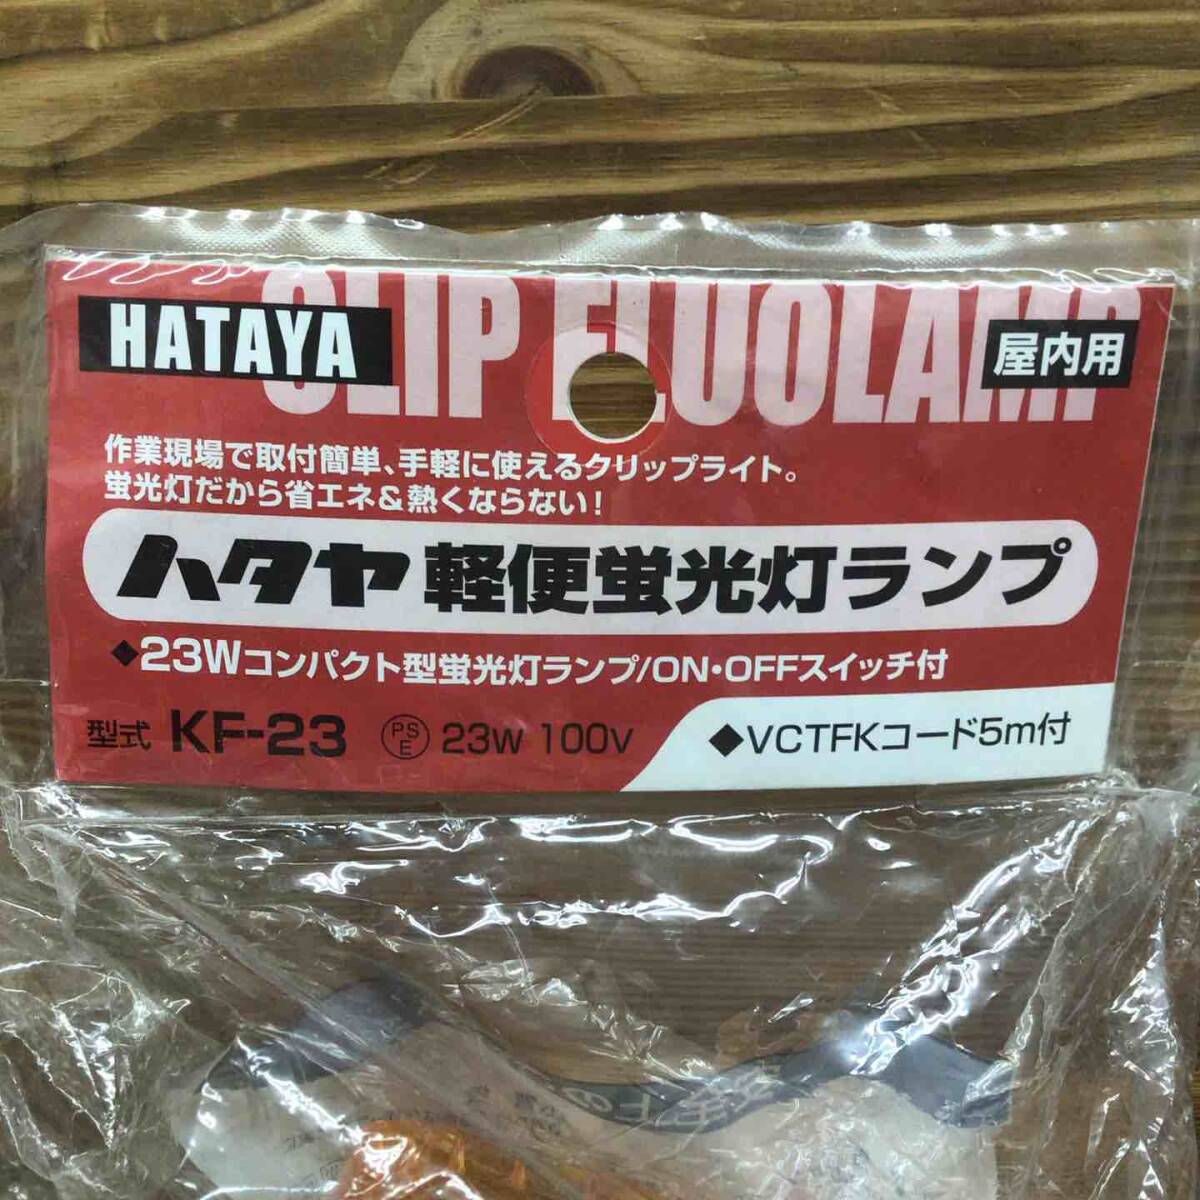 CLIP FLUOLAMP
HATAYA
屋内用
作業現場で取付簡単、手軽に使えるクリップライト。
蛍光灯だから省エネ&熱くならない!
ハタヤ 軽便蛍光灯ランプ
◆23Wコンパクト型蛍光灯ランプ/ON・OFFスイッチ付
型式 KF-23 PSE 23W 100V
◆VCTFKコード5m付
安全上の